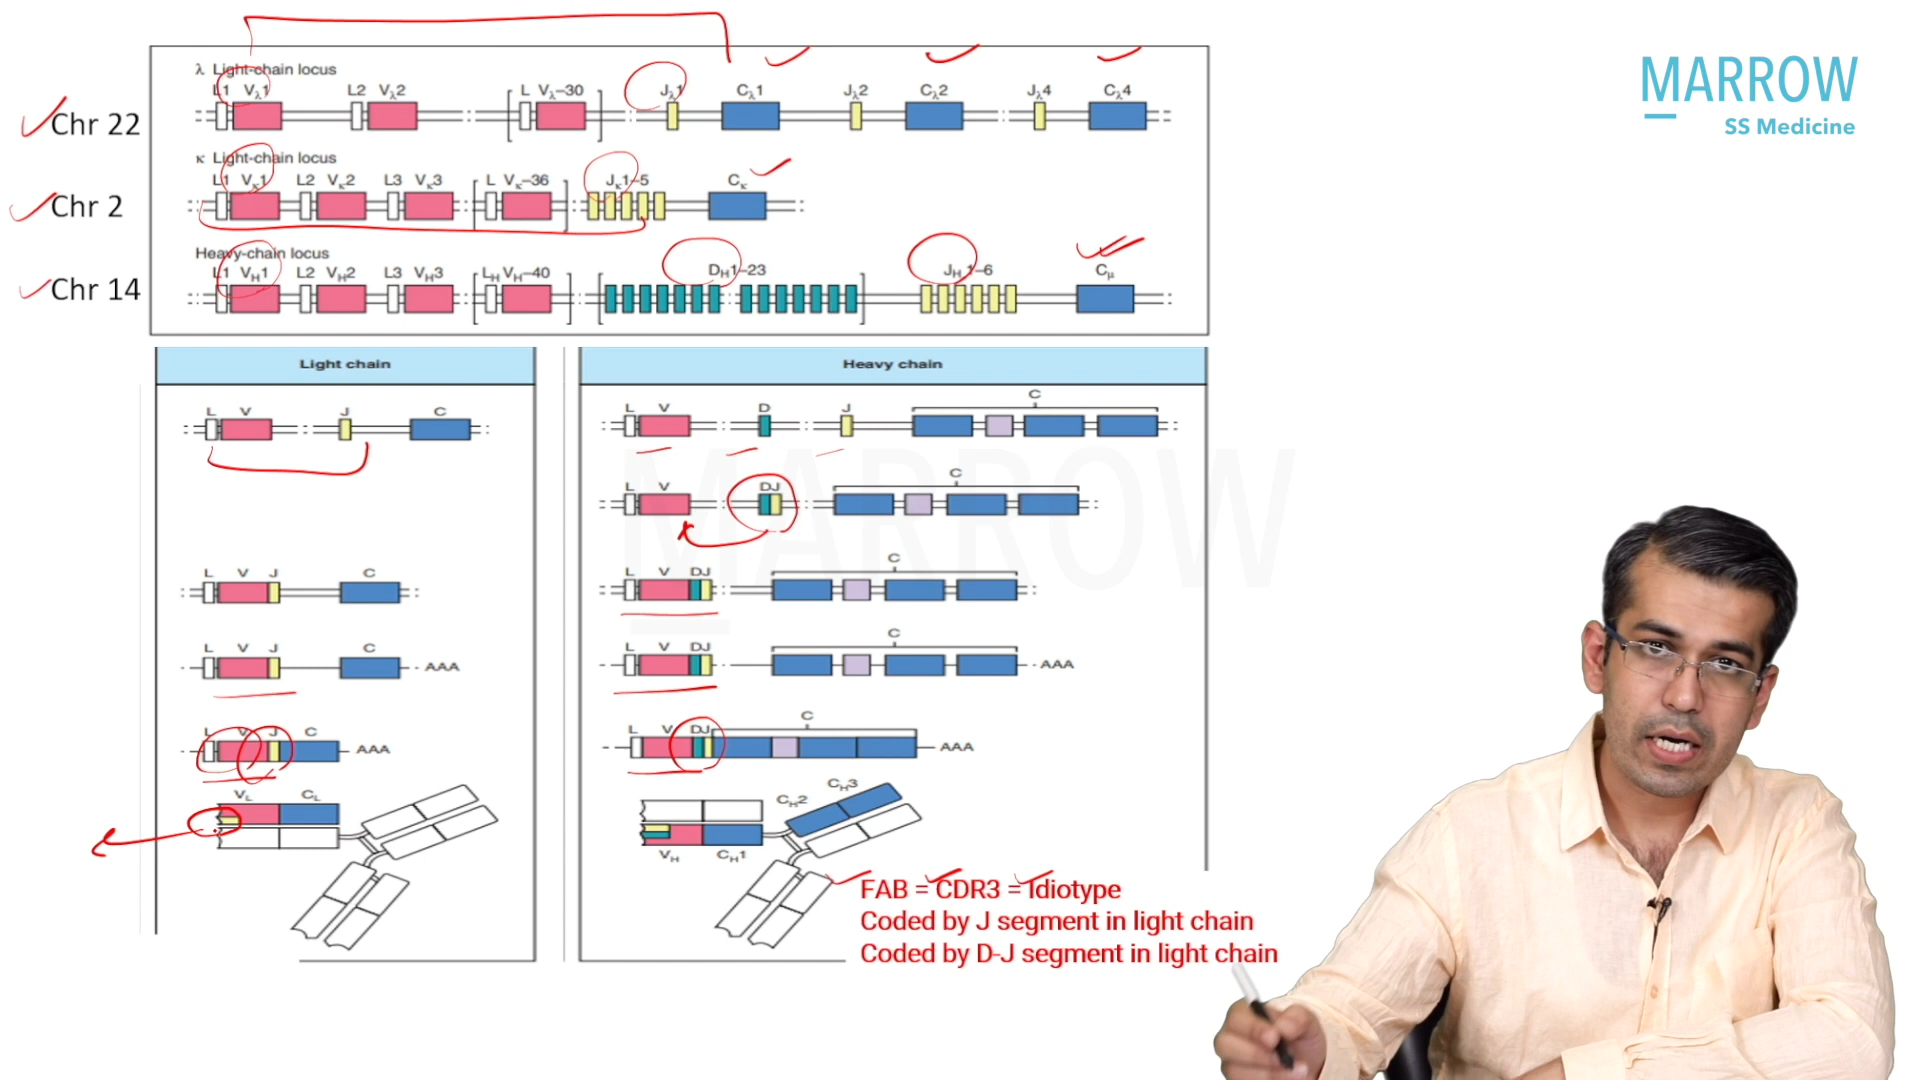 MARROW
SS Medicine
λ Light-chain locus
L1 Vλ1 L2 Vλ2 L Vλ–30 Jλ1 Cλ1 Jλ2 Cλ2 Jλ4 Cλ4
Chr 22
κ Light-chain locus
L1 Vκ1 L2 Vκ2 L3 Vκ3 L Vκ–36 Jκ1–5 Cκ
Chr 2
Heavy-chain locus
L1 VH1 L2 VH2 L3 VH3 LH VH–40 DH1–23 JH 1–6 Cμ
Chr 14
Light chain
L V J C
L V J C
L V J C
AAA
L V J C
AAA
VL CL
Heavy chain
C
L V D J
C
L V DJ
C
L V DJ
C
L V DJ
AAA
C
L V DJ
AAA
CH3
CH2
VH CH1
FAB = CDR3 = Idiotype
Coded by J segment in light chain
Coded by D-J segment in light chain
MARROW